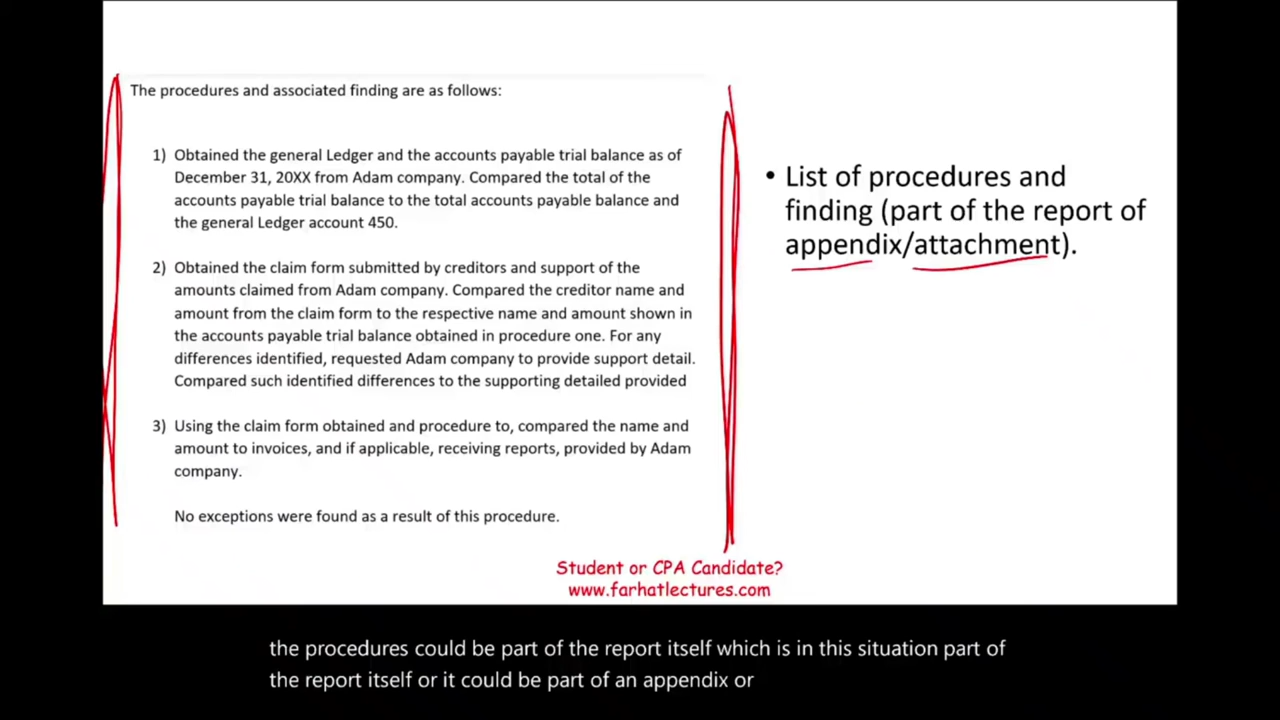 The procedures and associated finding are as follows:
1) Obtained the general Ledger and the accounts payable trial balance as of
December 31, 20XX from Adam company. Compared the total of the
accounts payable trial balance to the total accounts payable balance and
the general Ledger account 450.
2) Obtained the claim form submitted by creditors and support of the
amounts claimed from Adam company. Compared the creditor name and
amount from the claim form to the respective name and amount shown in
the accounts payable trial balance obtained in procedure one. For any
differences identified, requested Adam company to provide support detail.
Compared such identified differences to the supporting detailed provided
3) Using the claim form obtained and procedure to, compared the name and
amount to invoices, and if applicable, receiving reports, provided by Adam
company.
No exceptions were found as a result of this procedure.
• List of procedures and
finding (part of the report of
appendix/attachment).
Student or CPA Candidate?
www.farhatlectures.com
the procedures could be part of the report itself which is in this situation part of
the report itself or it could be part of an appendix or